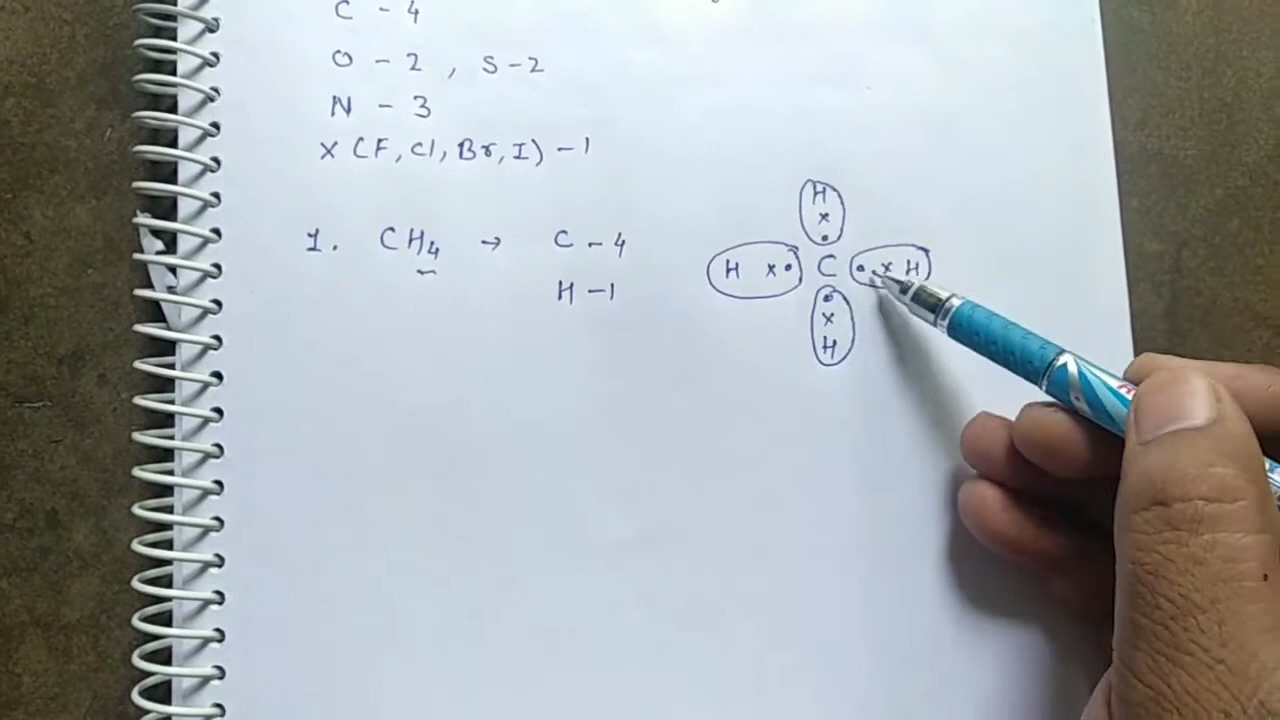 C - 4
O - 2 , S - 2
N - 3
X (F, Cl, Br, I) - 1
1. CH4 → C - 4
H - 1
H
x
•
H x• C •x H
•
x
H